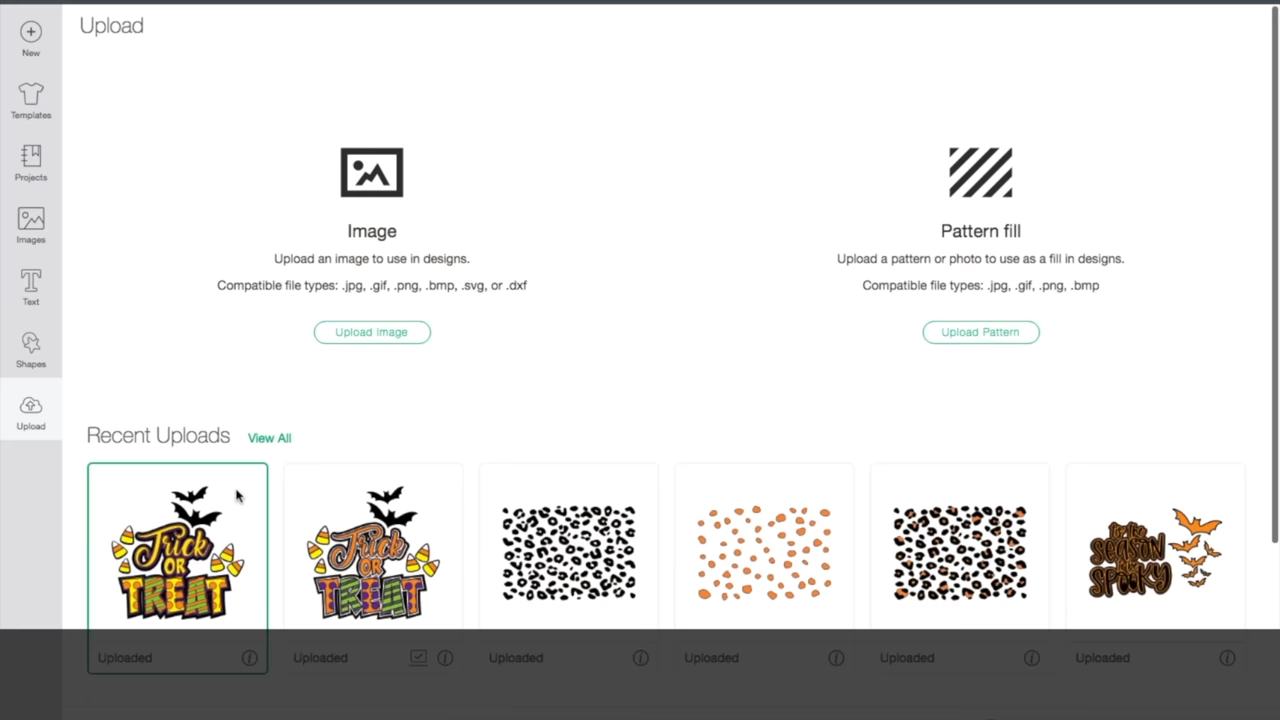 Upload
New
Templates
Projects
Images
Text
Shapes
Upload
Image
Upload an image to use in designs.
Compatible file types: .jpg, .gif, .png, .bmp, .svg, or .dxf
Upload Image
Pattern fill
Upload a pattern or photo to use as a fill in designs.
Compatible file types: .jpg, .gif, .png, .bmp
Upload Pattern
Recent Uploads View All
Trick
OR
TREAT
Trick
OR
TREAT
SEASON
SPOOKY
Uploaded
Uploaded
Uploaded
Uploaded
Uploaded
Uploaded